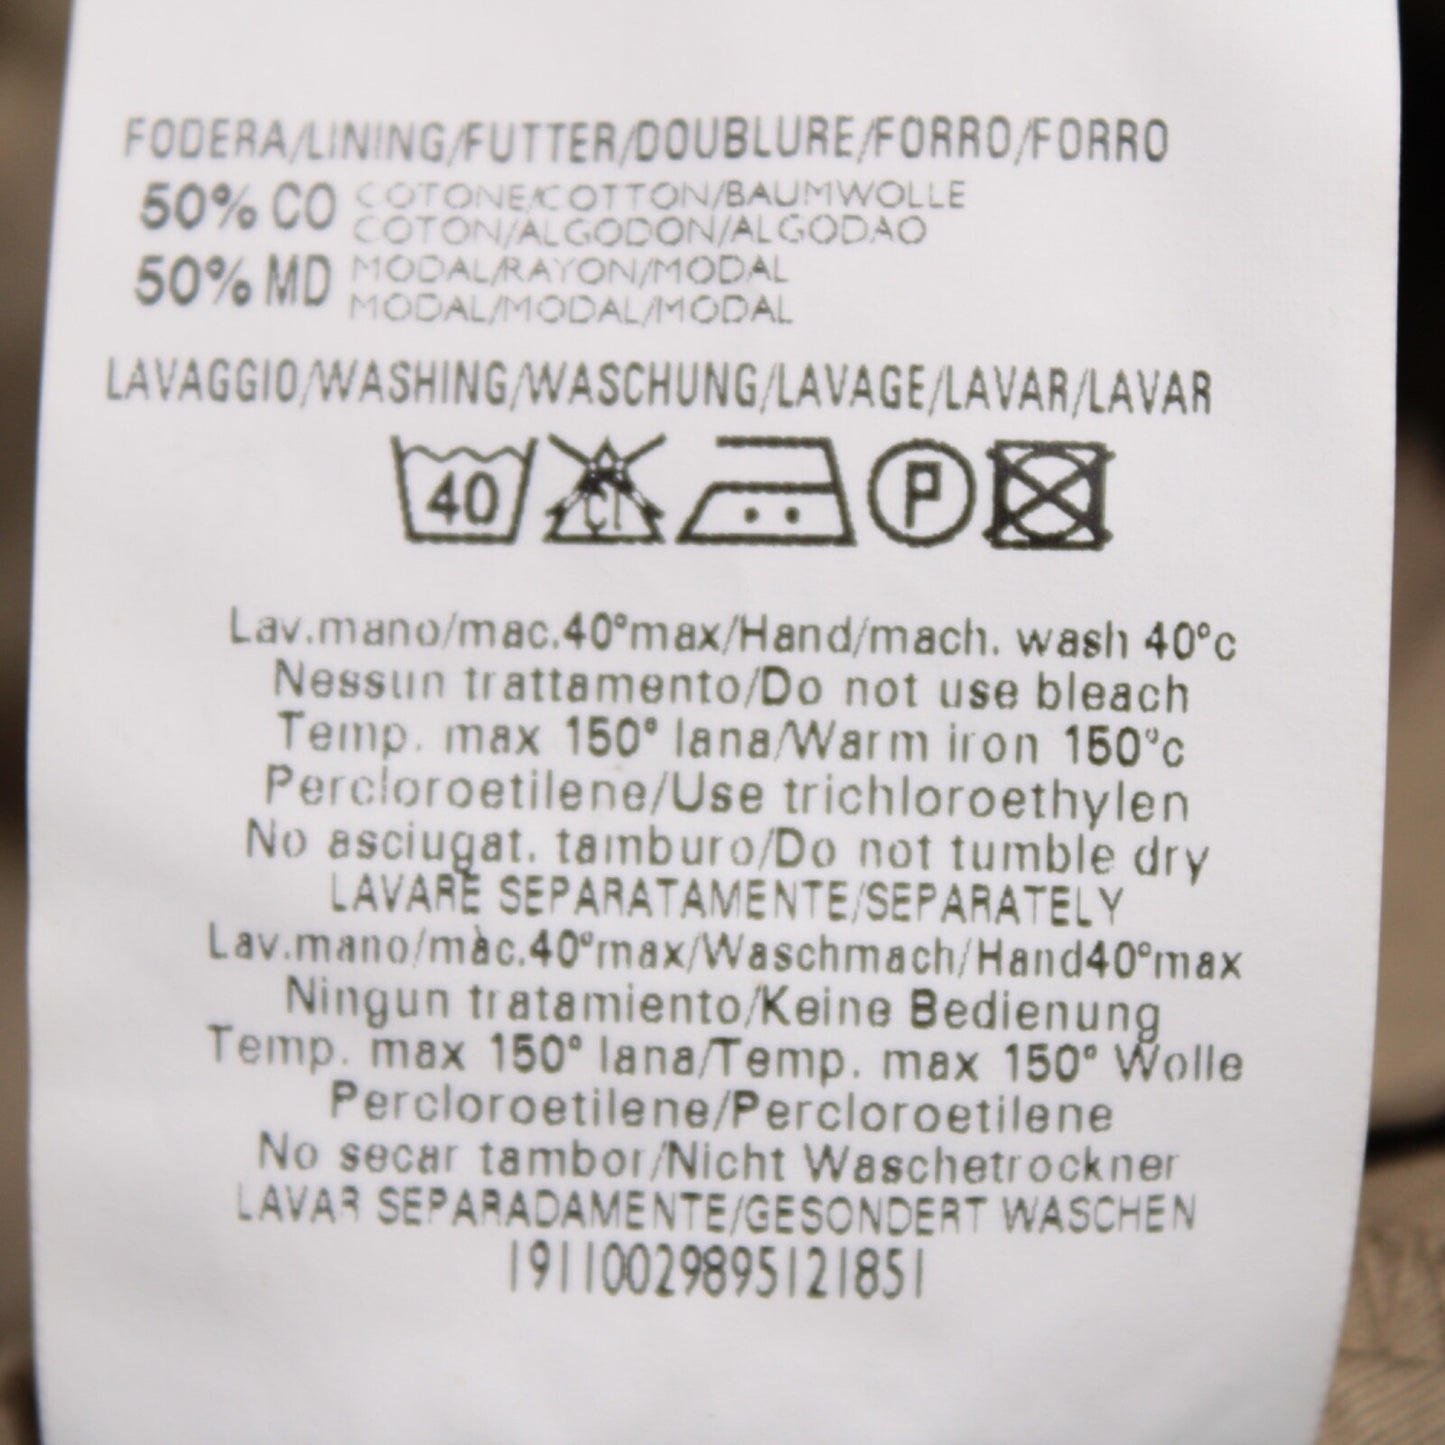 FODERA/LINING/FUTTER/DOUBLURE/FORRO/FORRO
50% CO COTONE/COTTON/BAUMWOLLE
COTON/ALGODON/ALGODAO
50% MD MODAL/RAYON/MODAL
MODAL/MODAL/MODAL
LAVAGGIO/WASHING/WASCHUNG/LAVAGE/LAVAR/LAVAR
40 Cl P
Lav.mano/mac.40°max/Hand/mach. wash 40°c
Nessun trattamento/Do not use bleach
Temp. max 150° lana/Warm iron 150°c
Percloroetilene/Use trichloroethylen
No asciugat. tamburo/Do not tumble dry
LAVARE SEPARATAMENTE/SEPARATELY
Lav.mano/màc.40°max/Waschmach/Hand40°max
Ningun tratamiento/Keine Bedienung
Temp. max 150° lana/Temp. max 150° Wolle
Percloroetilene/Percloroetilene
No secar tambor/Nicht Waschetrockner
LAVAR SEPARADAMENTE/GESONDERT WASCHEN
19110029895121851